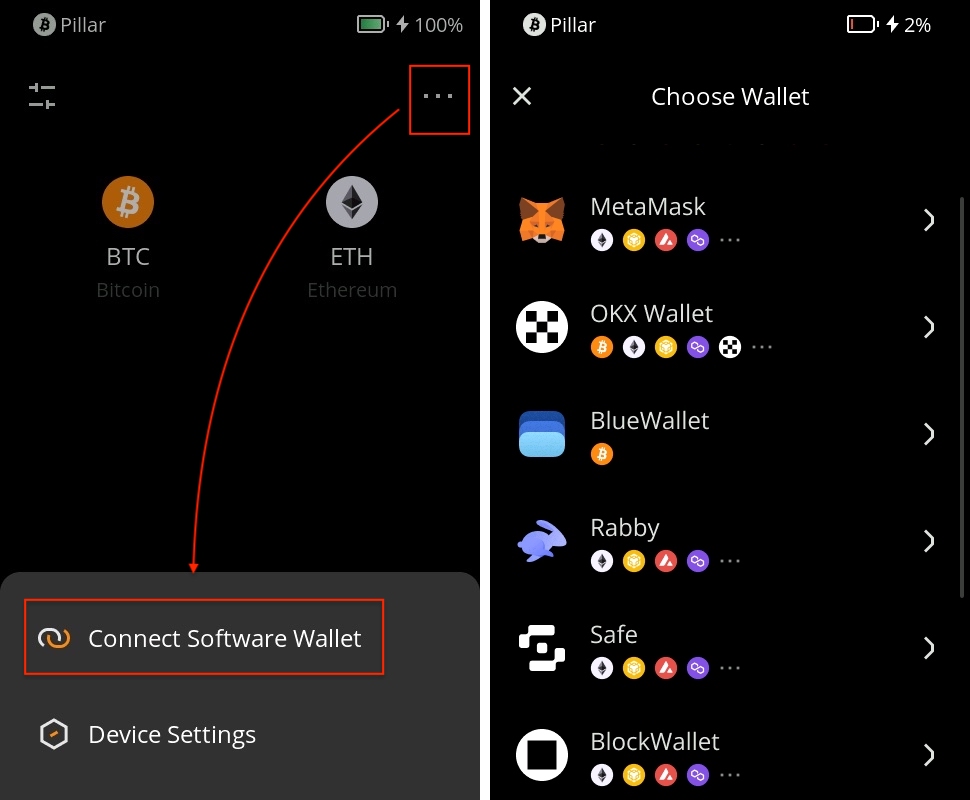 Pillar
100%
...
BTC
Bitcoin
ETH
Ethereum
Connect Software Wallet
Device Settings
Pillar
2%
Choose Wallet
MetaMask
...
OKX Wallet
...
BlueWallet
Rabby
...
Safe
...
BlockWallet
...